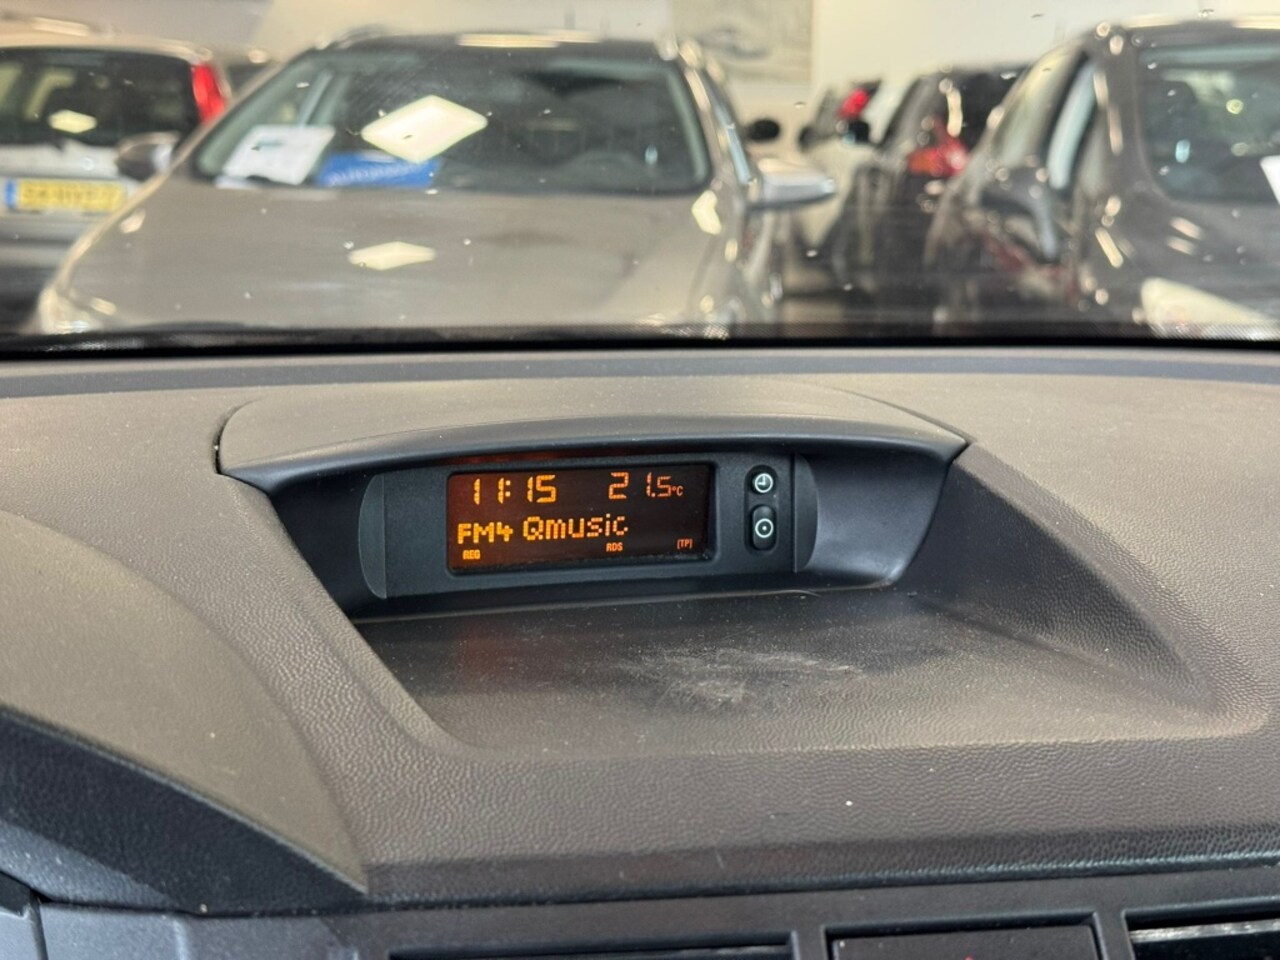 11:15 21.5°C
FM4 Qmusic
REG RDS [TP]